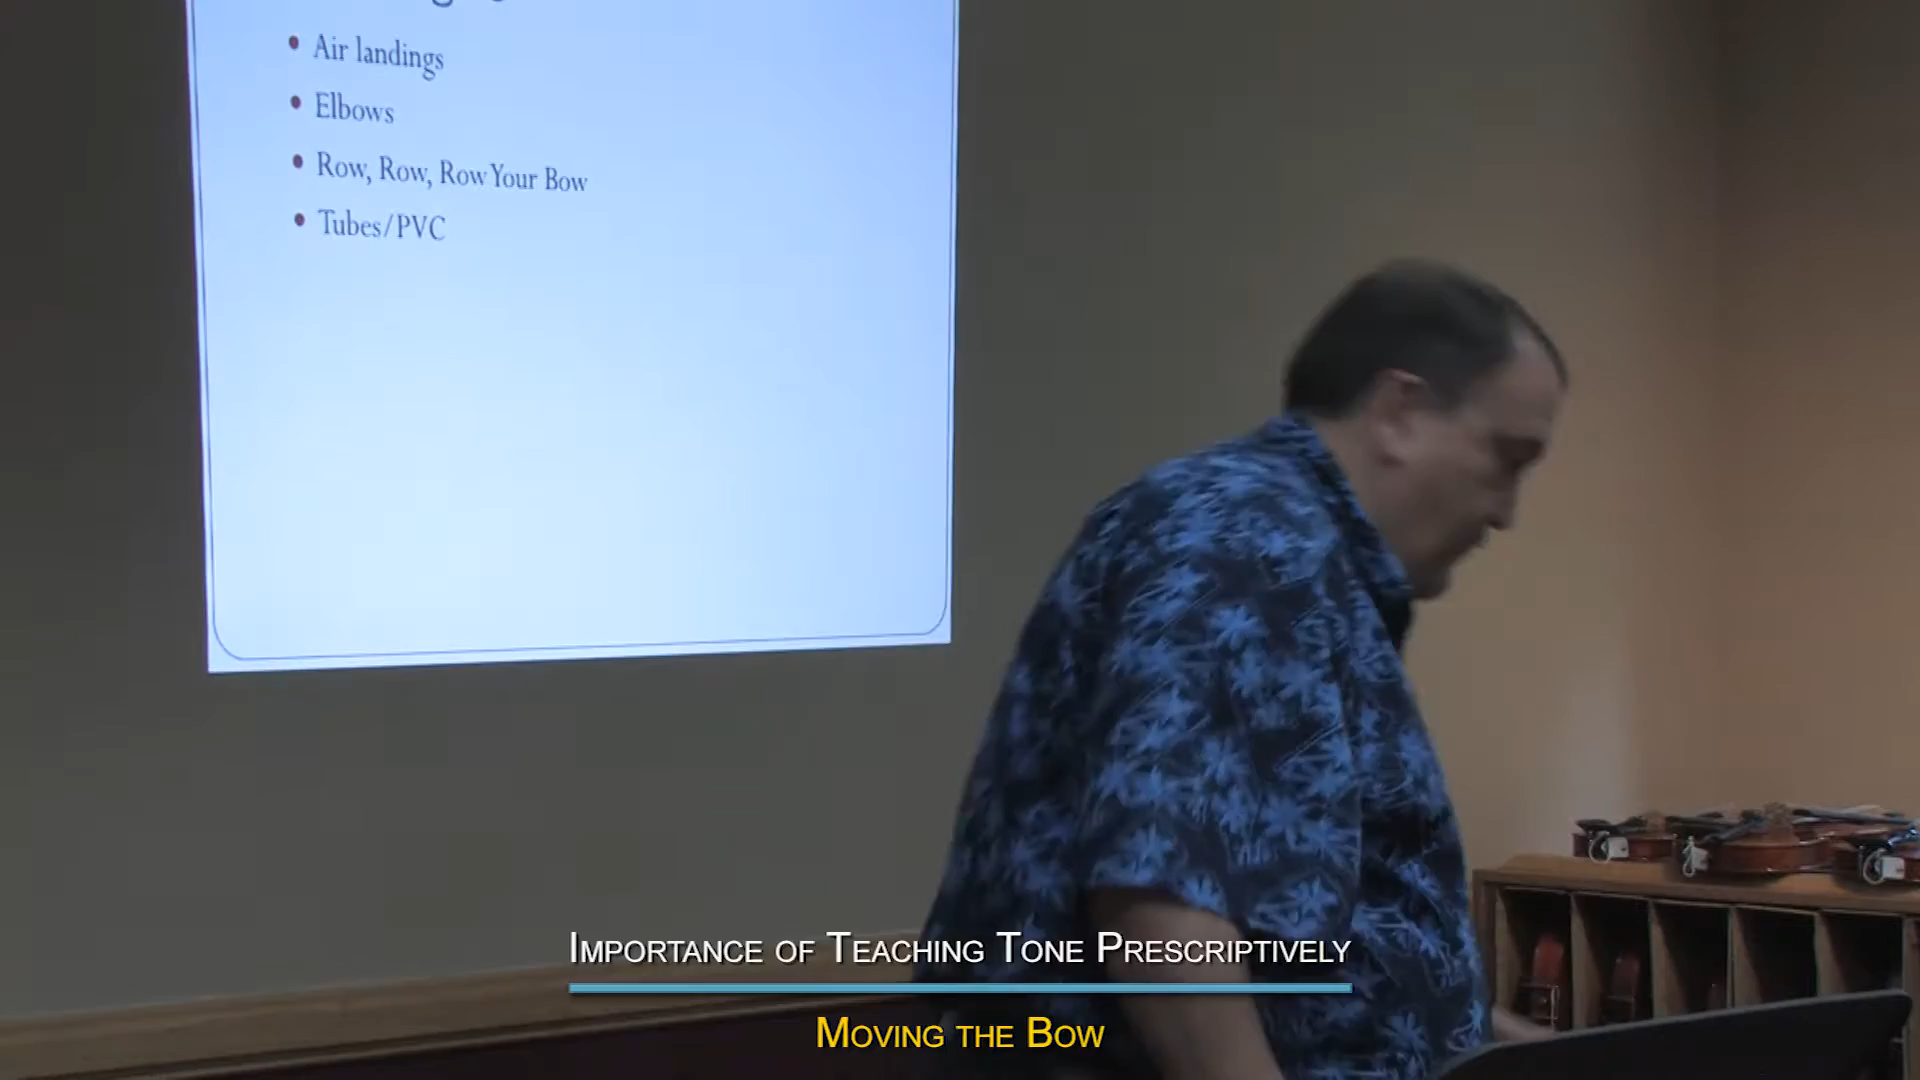 Air landings
Elbows
Row, Row, Row Your Bow
Tubes/PVC
Importance of Teaching Tone Prescriptively
Moving the Bow